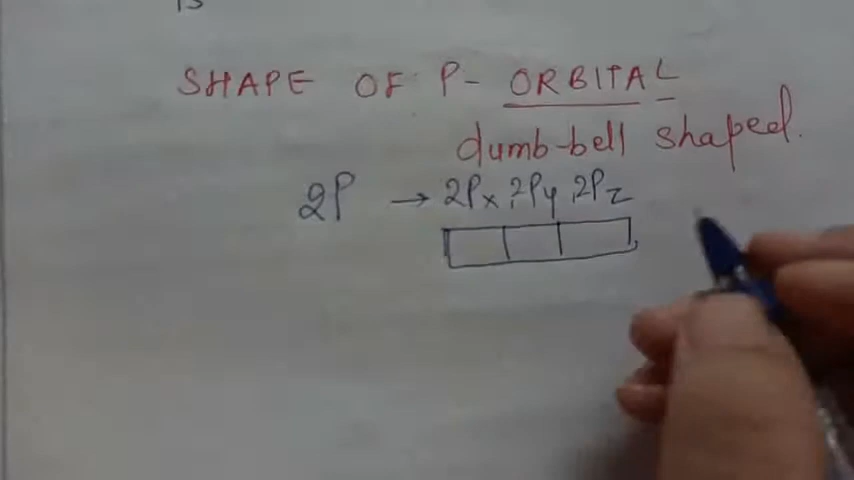 SHAPE OF P- ORBITAL
dumb-bell shaped.
2P → 2Px, 2Py, 2Pz